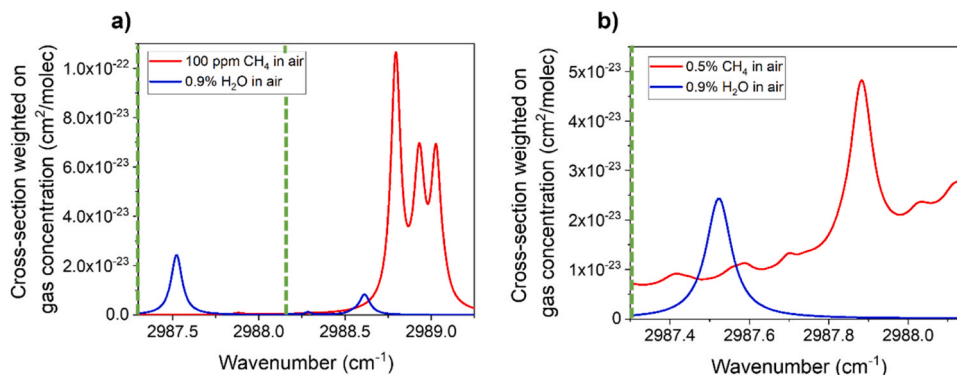 a)
Cross-section weighted on
gas concentration (cm²/molec)
1.0x10⁻²²
8.0x10⁻²³
6.0x10⁻²³
4.0x10⁻²³
2.0x10⁻²³
0.0
100 ppm CH₄ in air
0.9% H₂O in air
2987.5
2988.0
2988.5
2989.0
Wavenumber (cm⁻¹)
b)
Cross-section weighted on
gas concentration (cm²/molec)
5x10⁻²³
4x10⁻²³
3x10⁻²³
2x10⁻²³
1x10⁻²³
0
0.5% CH₄ in air
0.9% H₂O in air
2987.4
2987.6
2987.8
2988.0
Wavenumber (cm⁻¹)